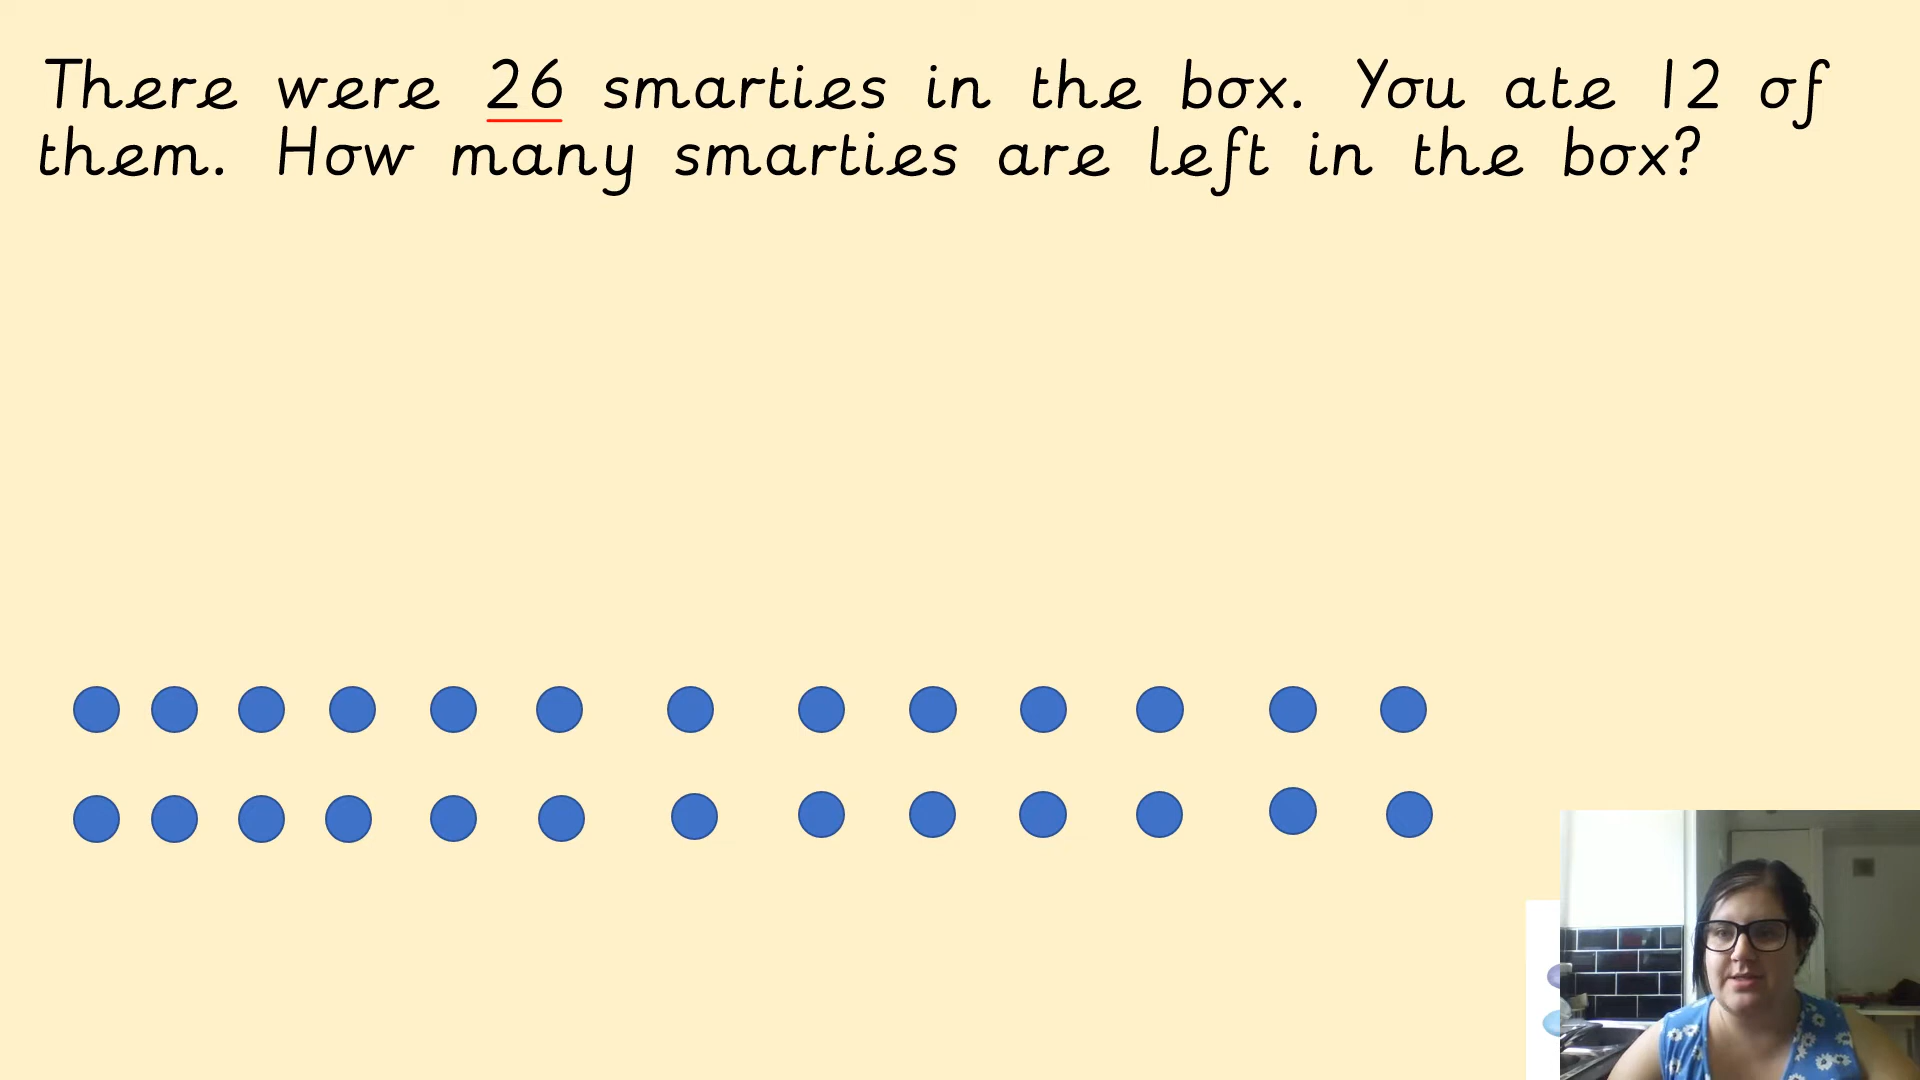 There were 26 smarties in the box. You ate 12 of
them. How many smarties are left in the box?